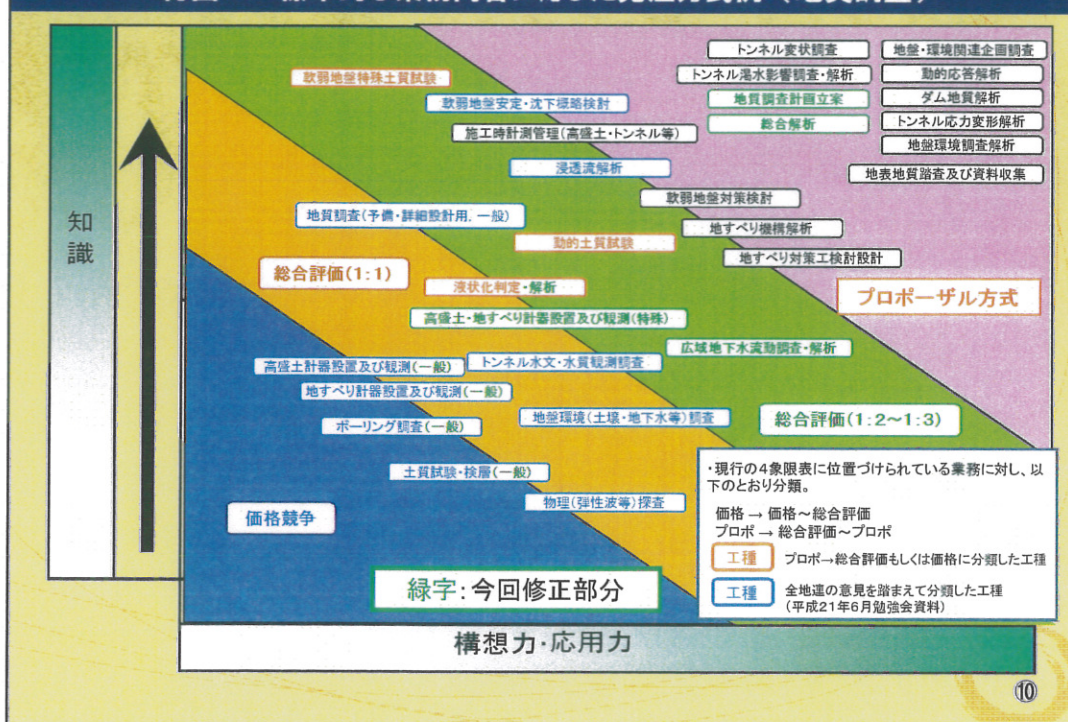 トンネル変状調査
地盤・環境関連企画調査
軟弱地盤特殊土質試験
トンネル渇水影響調査・解析
動的応答解析
軟弱地盤安定・沈下概略検討
地質調査計画立案
ダム地質解析
施工時計測管理(高盛土・トンネル等)
総合解析
トンネル応力変形解析
地盤環境調査解析
浸透流解析
地表地質踏査及び資料収集
知識
軟弱地盤対策検討
地質調査(予備・詳細設計用、一般)
地すべり機構解析
動的土質試験
地すべり対策工検討設計
総合評価(1:1)
液状化判定・解析
プロポーザル方式
高盛土・地すべり計器設置及び観測(特殊)
広域地下水流動調査・解析
高盛土計器設置及び観測(一般)
トンネル水文・水質観測調査
地すべり計器設置及び観測(一般)
ボーリング調査(一般)
地盤環境(土壌・地下水等)調査
総合評価(1:2~1:3)
土質試験・検層(一般)
物理(弾性波等)探査
価格競争
・現行の4象限表に位置づけられている業務に対し、以
下のとおり分類。
価格 → 価格~総合評価
プロポ → 総合評価~プロポ
工種 プロポ→総合評価もしくは価格に分類した工種
工種 全地連の意見を踏まえて分類した工種
(平成21年6月勉強会資料)
緑字:今回修正部分
構想力・応用力
⑩